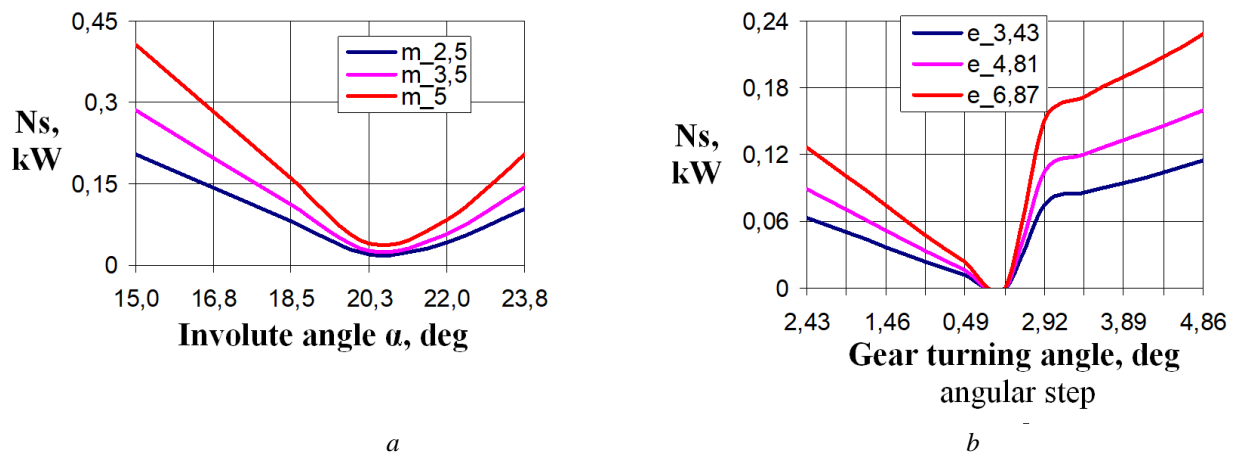 0,45
0,3
0,15
0
Ns,
kW
m_2,5
m_3,5
m_5
15,0 16,8 18,5 20,3 22,0 23,8
Involute angle α, deg
a
0,24
0,18
0,12
0,06
0
Ns,
kW
e_3,43
e_4,81
e_6,87
2,43 1,46 0,49 2,92 3,89 4,86
Gear turning angle, deg
angular step
b